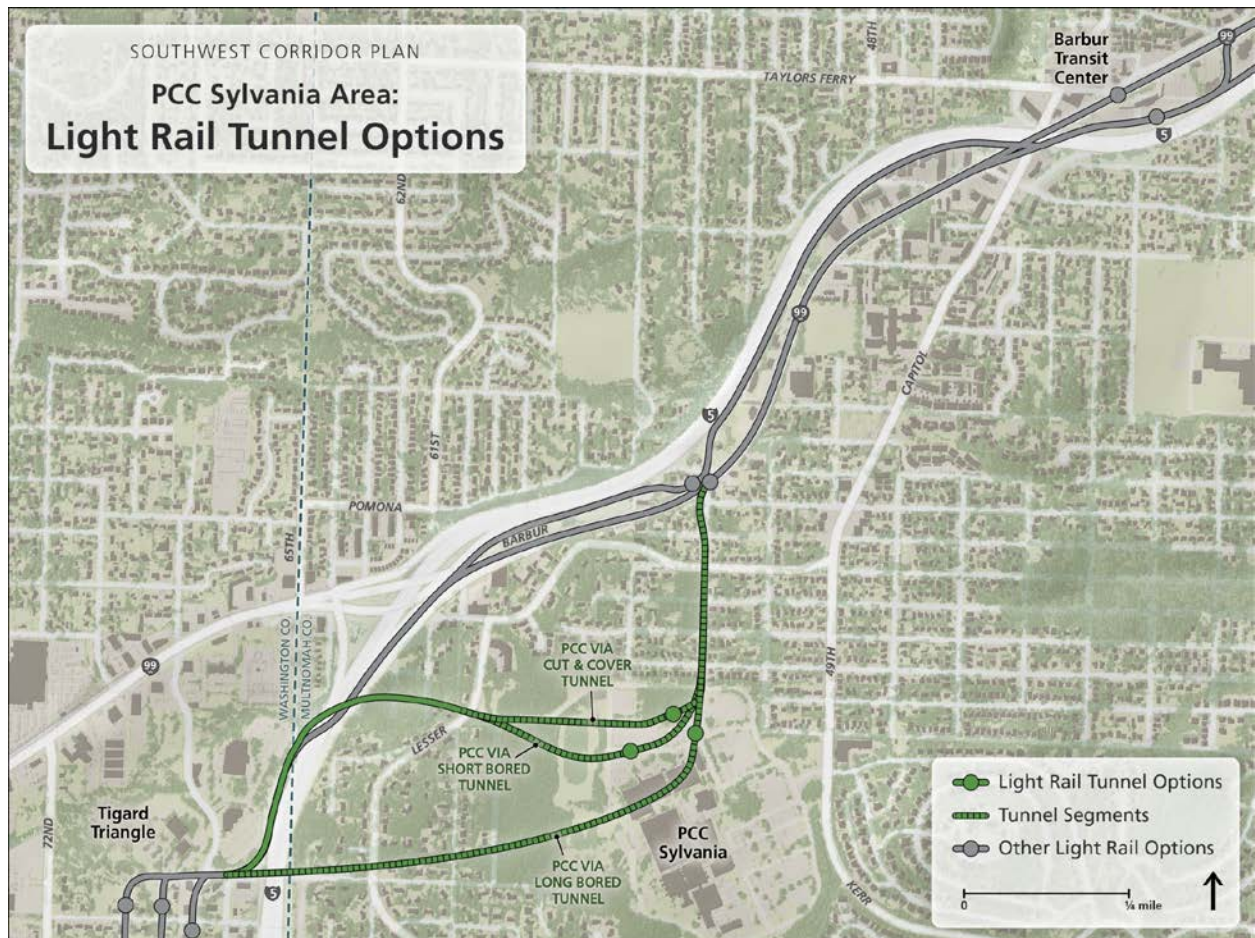 SOUTHWEST CORRIDOR PLAN
PCC Sylvania Area:
Light Rail Tunnel Options
48TH
Barbur
Transit
Center
99
TAYLORS FERRY
5
62ND
99
CAPITOL
5
61ST
POMONA
BARBUR
65TH
WASHINGTON CO.
MULTNOMAH CO.
99
49TH
PCC VIA
CUT & COVER
TUNNEL
LESSER
PCC VIA
SHORT BORED
TUNNEL
Tigard
Triangle
72ND
PCC
Sylvania
PCC VIA
LONG BORED
TUNNEL
5
KERR
Light Rail Tunnel Options
Tunnel Segments
Other Light Rail Options
0
¼ mile